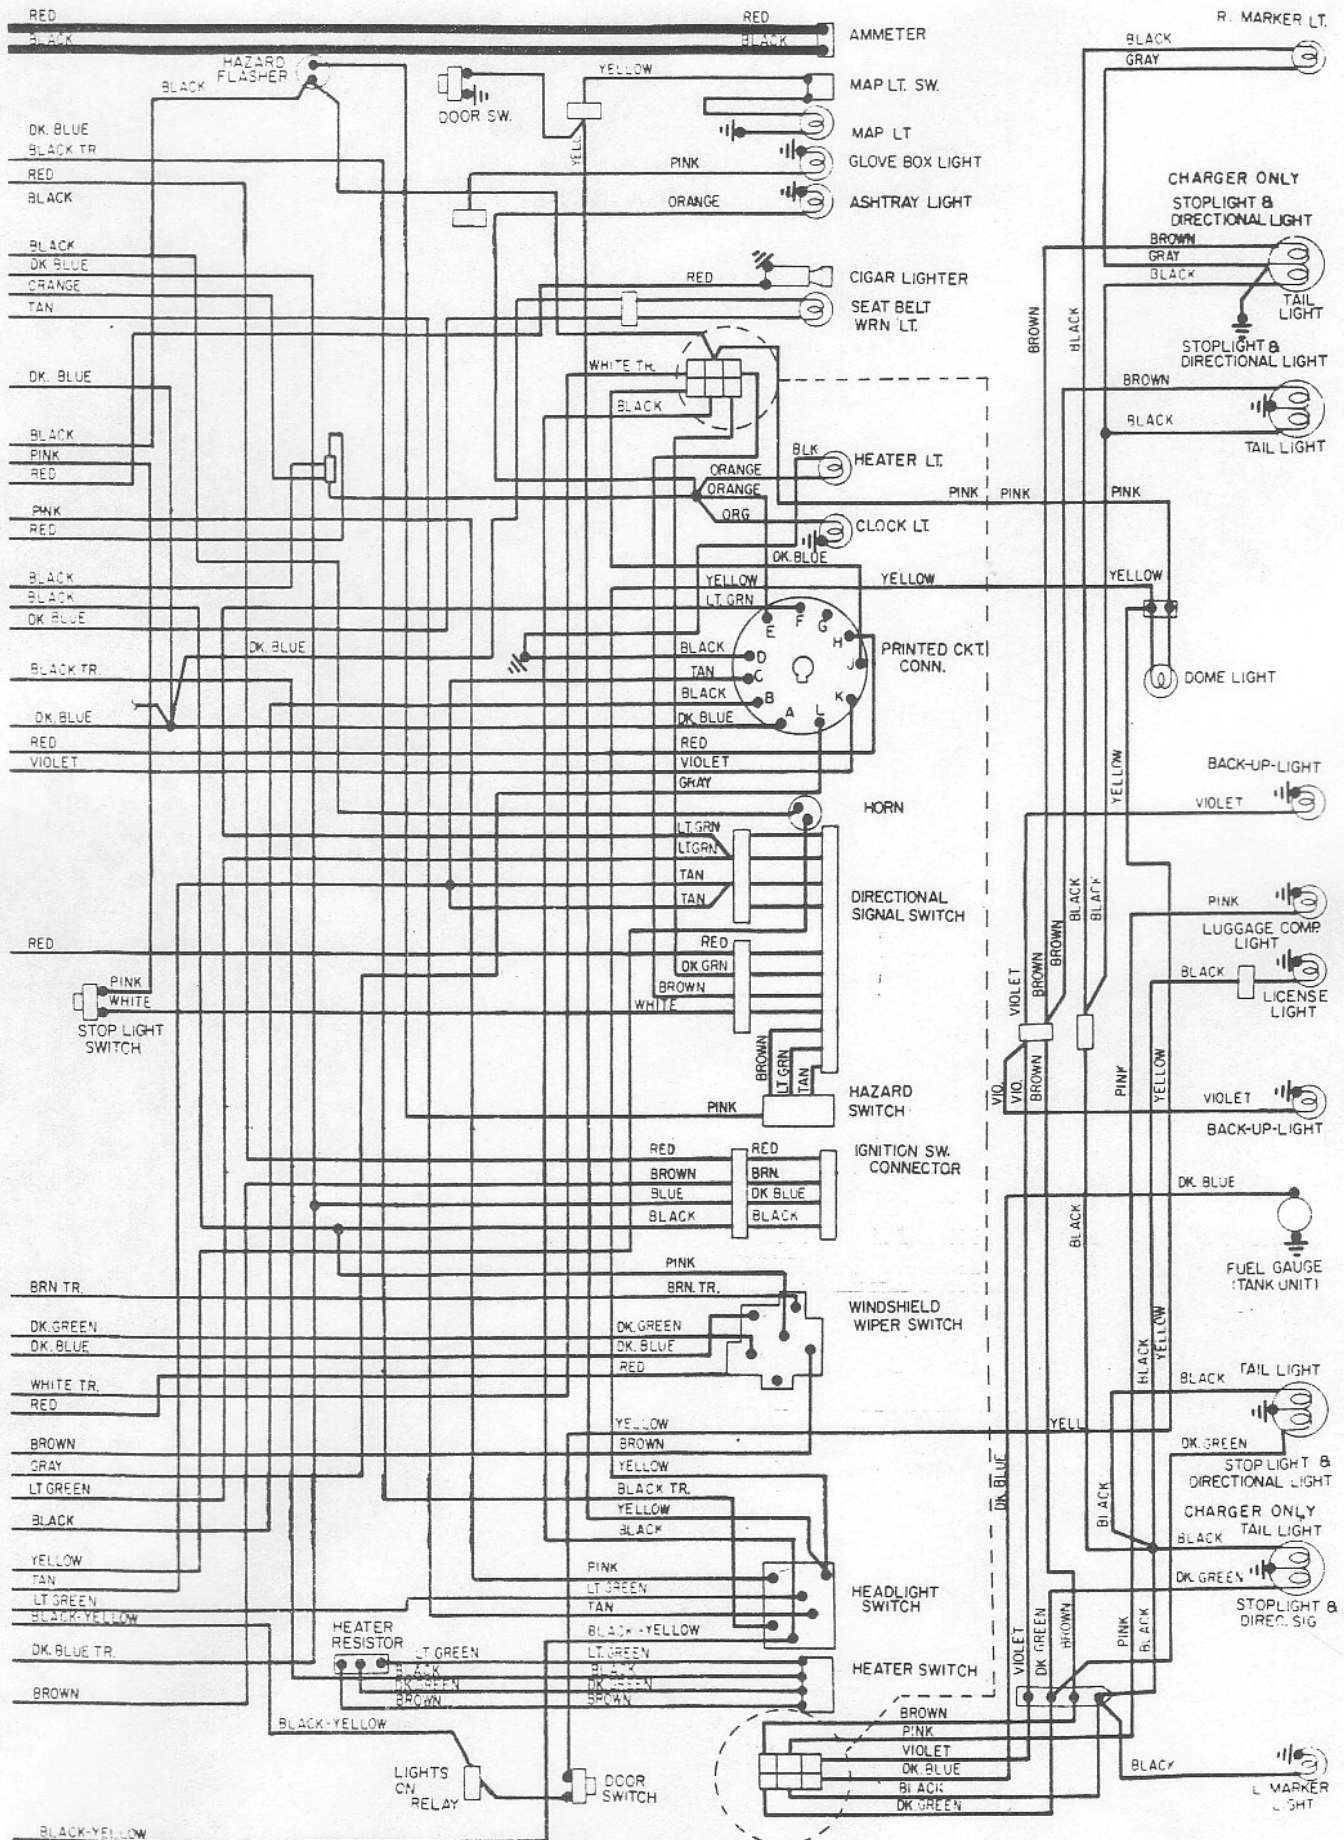 RED
RED
BLACK
BLACK
AMMETER
R. MARKER LT.
BLACK
GRAY
HAZARD
FLASHER
BLACK
DOOR SW.
YELLOW
YELL
MAP LT. SW.
MAP LT
PINK
GLOVE BOX LIGHT
ORANGE
ASHTRAY LIGHT
RED
CIGAR LIGHTER
SEAT BELT
WRN LT.
DK. BLUE
BLACK TR
RED
BLACK
BLACK
DK BLUE
ORANGE
TAN
DK. BLUE
BLACK
PINK
RED
PINK
RED
BLACK
BLACK
DK BLUE
BLACK TR.
DK. BLUE
DK. BLUE
RED
VIOLET
WHITE TR.
BLACK
BLK
HEATER LT.
ORANGE
ORANGE
ORG
CLOCK LT.
DK. BLUE
PINK
PINK
PINK
YELLOW
YELLOW
YELLOW
LT. GRN
BLACK
TAN
BLACK
DK. BLUE
RED
VIOLET
GRAY
E
F
G
H
J
K
L
A
B
C
D
PRINTED CKT.
CONN.
CHARGER ONLY
STOPLIGHT &
DIRECTIONAL LIGHT
BROWN
GRAY
BLACK
TAIL
LIGHT
BROWN
BLACK
STOPLIGHT &
DIRECTIONAL LIGHT
BROWN
BLACK
TAIL LIGHT
DOME LIGHT
YELLOW
BACK-UP-LIGHT
VIOLET
HORN
LT. GRN
LT GRN
TAN
TAN
DIRECTIONAL
SIGNAL SWITCH
RED
RED
DK GRN
BROWN
WHITE
PINK
WHITE
STOP LIGHT
SWITCH
BROWN
LT GRN
TAN
PINK
HAZARD
SWITCH
PINK
LUGGAGE COMP.
LIGHT
BLACK
LICENSE
LIGHT
BLACK
BLACK
BROWN
BROWN
VIOLET
VIO.
VIO.
BROWN
PINK
YELLOW
VIOLET
BACK-UP-LIGHT
RED
RED
BROWN
BRN.
BLUE
DK BLUE
BLACK
BLACK
IGNITION SW.
CONNECTOR
DK. BLUE
BLACK
FUEL GAUGE
(TANK UNIT)
PINK
BRN TR.
BRN. TR.
DK. GREEN
DK. BLUE
DK. GREEN
DK. BLUE
RED
WINDSHIELD
WIPER SWITCH
WHITE TR.
RED
BROWN
GRAY
LT GREEN
BLACK
YELLOW
TAN
LT GREEN
BLACK-YELLOW
DK. BLUE TR.
BROWN
YELLOW
BROWN
YELLOW
BLACK TR.
YELLOW
BLACK
PINK
LT GREEN
TAN
BLACK-YELLOW
HEADLIGHT
SWITCH
YELL
DK BLUE
BLACK
YELLOW
TAIL LIGHT
BLACK
DK. GREEN
STOP LIGHT &
DIRECTIONAL LIGHT
BLACK
CHARGER ONLY
TAIL LIGHT
BLACK
DK GREEN
STOPLIGHT &
DIREC. SIG
HEATER
RESISTOR
LT GREEN
LT. GREEN
BLACK
BLACK
DK GREEN
DK. GREEN
BROWN
BROWN
HEATER SWITCH
VIOLET
DK GREEN
BROWN
PINK
BLACK
BLACK-YELLOW
LIGHTS
ON
RELAY
DOOR
SWITCH
BROWN
PINK
VIOLET
DK. BLUE
BLACK
DK. GREEN
BLACK
L. MARKER
LIGHT
BLACK-YELLOW